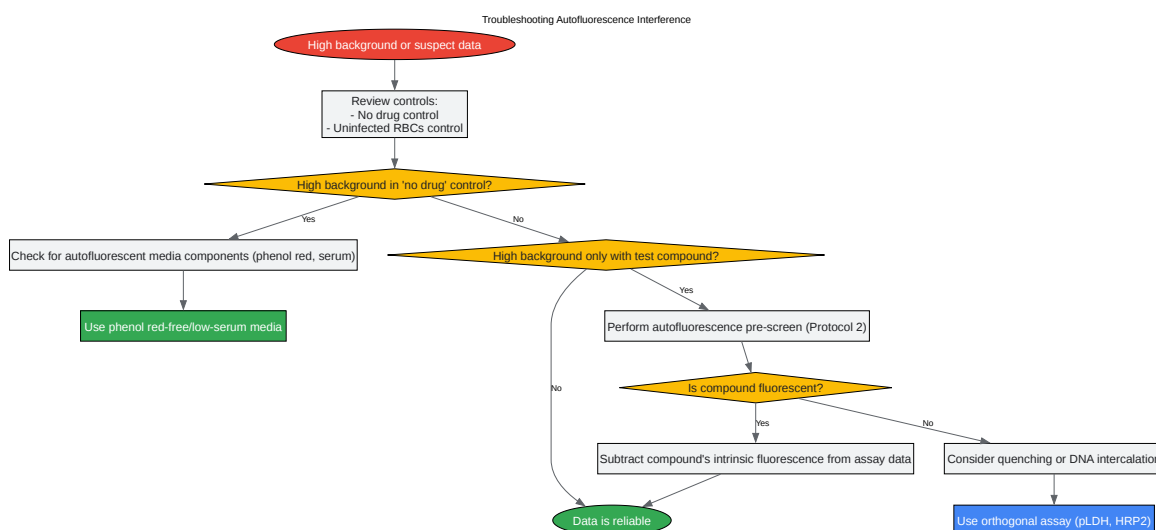 Troubleshooting Autofluorescence Interference
High background or suspect data
Review controls:
- No drug control
- Uninfected RBCs control
High background in 'no drug' control?
Yes
No
Check for autofluorescent media components (phenol red, serum)
High background only with test compound?
Yes
Use phenol red-free/low-serum media
Perform autofluorescence pre-screen (Protocol 2)
No
Is compound fluorescent?
Yes
No
Subtract compound's intrinsic fluorescence from assay data
Consider quenching or DNA intercalation
Data is reliable
Use orthogonal assay (pLDH, HRP2)